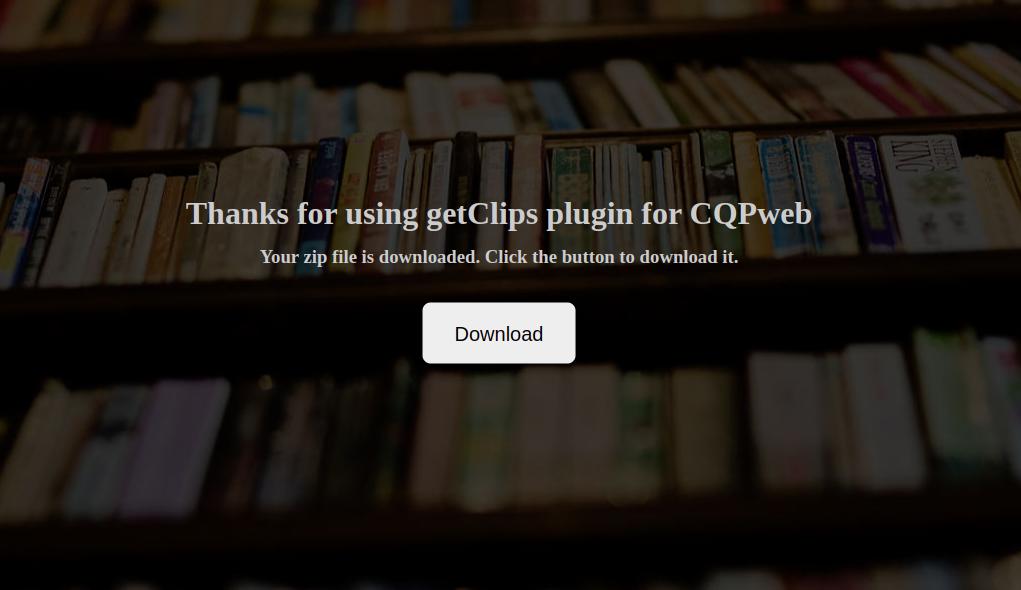 Thanks for using getClips plugin for CQPweb
Your zip file is downloaded. Click the button to download it.
Download